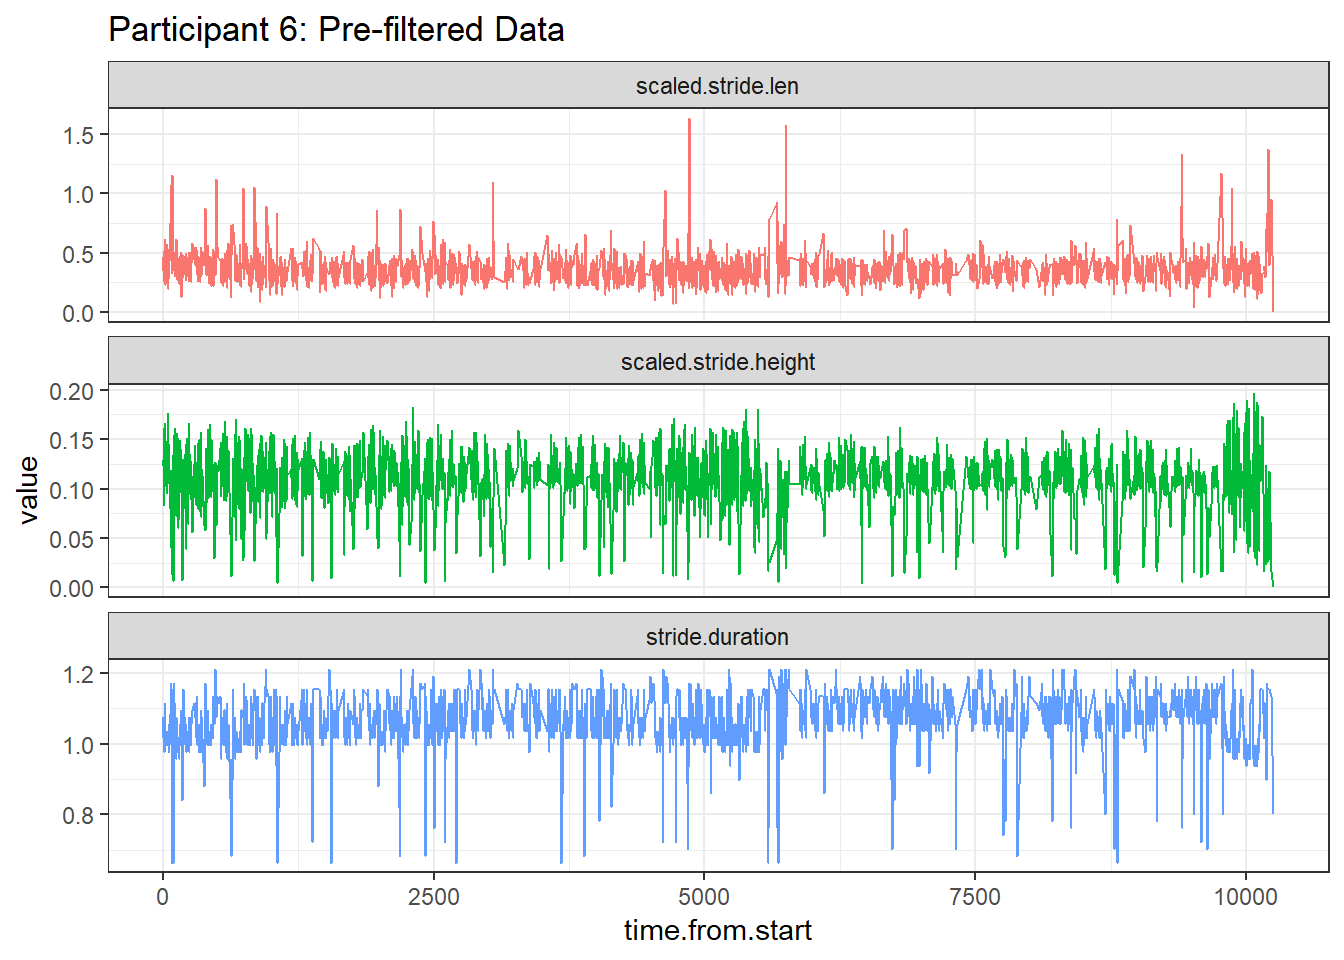 Participant 6: Pre-filtered Data
scaled.stride.len
1.5
1.0
0.5
0.0
scaled.stride.height
0.20
0.15
0.10
0.05
0.00
value
stride.duration
1.2
1.0
0.8
0 2500 5000 7500 10000
time.from.start